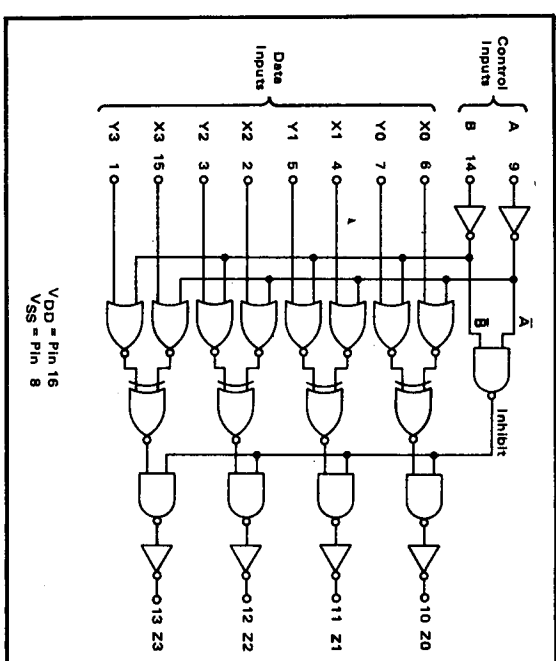 Control
Inputs
A 9
B 14
Data
Inputs
X0 6
Y0 7
X1 4
Y1 5
X2 2
Y2 3
X3 15
Y3 1
A
B
Inhibit
10 Z0
11 Z1
12 Z2
13 Z3
VDD = Pin 16
VSS = Pin 8